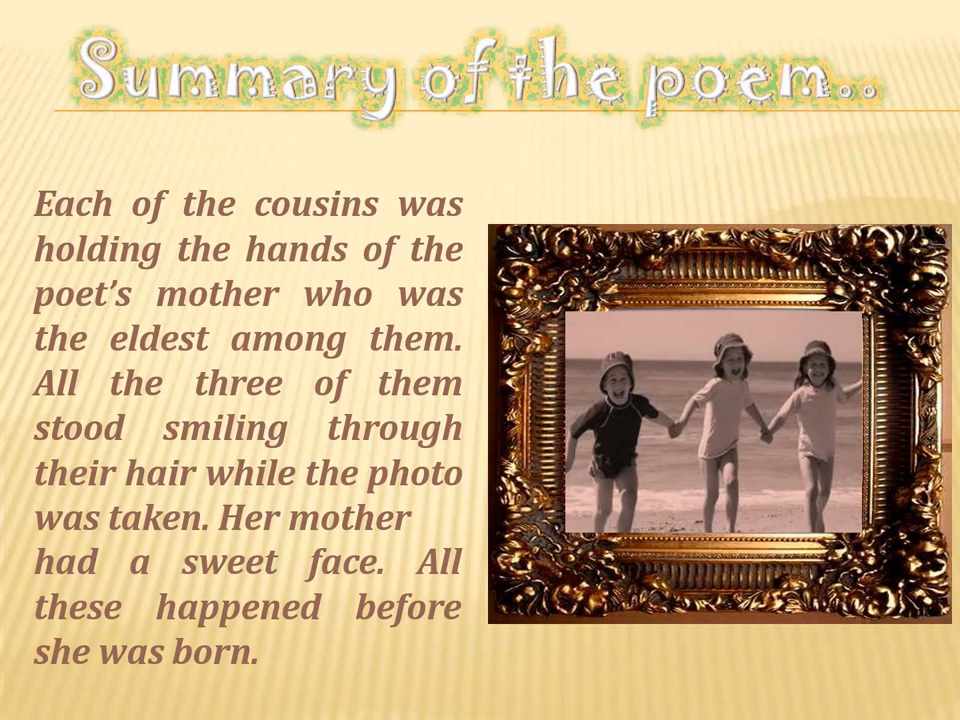 Summary of the poem..
Each of the cousins was
holding the hands of the
poet’s mother who was
the eldest among them.
All the three of them
stood smiling through
their hair while the photo
was taken. Her mother
had a sweet face. All
these happened before
she was born.